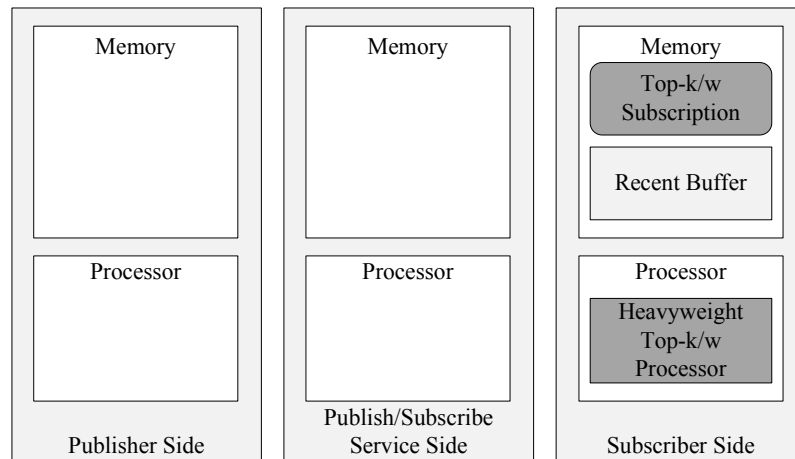 Memory
Processor
Publisher Side
Memory
Processor
Publish/Subscribe
Service Side
Memory
Top-k/w
Subscription
Recent Buffer
Processor
Heavyweight
Top-k/w
Processor
Subscriber Side